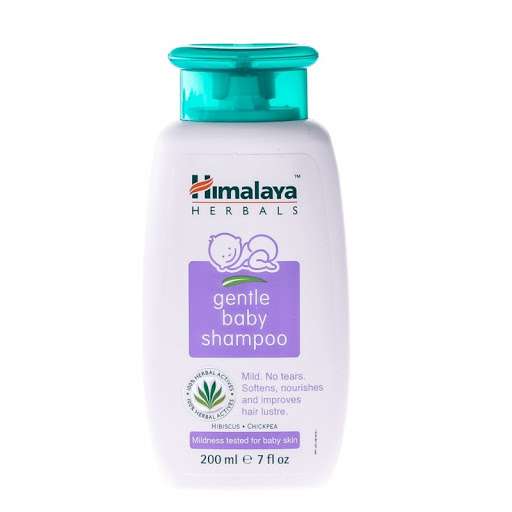 Himalaya™
HERBALS
gentle
baby
shampoo
100% HERBAL ACTIVES • 100% HERBAL ACTIVES •
Mild. No tears.
Softens, nourishes
and improves
hair lustre.
HIBISCUS • CHICKPEA
Mildness tested for baby skin
200 ml ℮ 7 fl oz